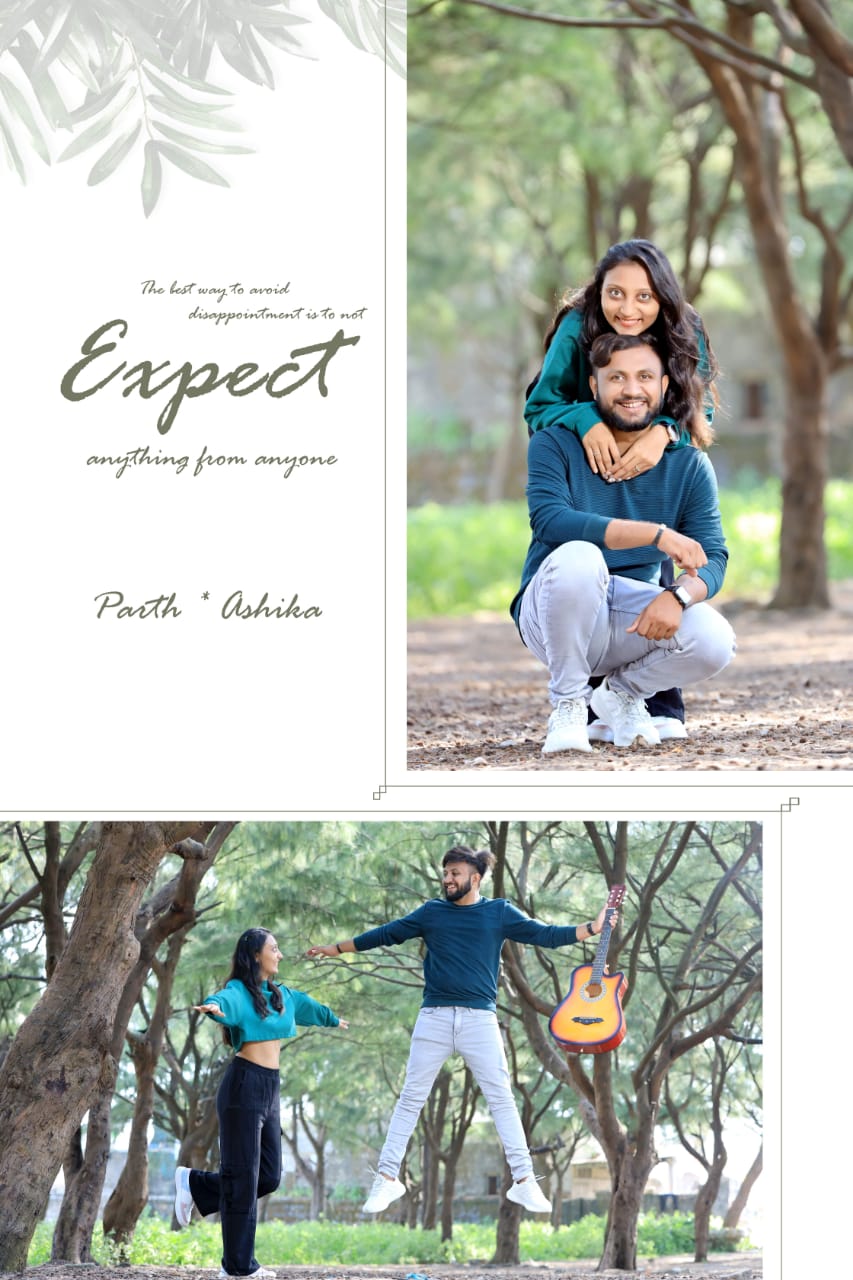 The best way to avoid
disappointment is to not
Expect
anything from anyone
Parth * Ashika